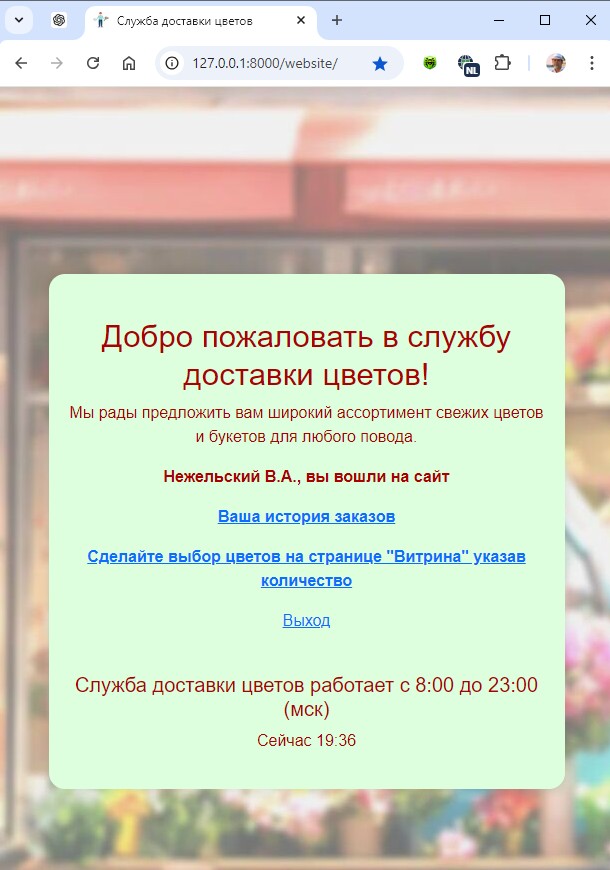 Служба доставки цветов
127.0.0.1:8000/website/
NL
Добро пожаловать в службу
доставки цветов!
Мы рады предложить вам широкий ассортимент свежих цветов
и букетов для любого повода.
Нежельский В.А., вы вошли на сайт
Ваша история заказов
Сделайте выбор цветов на странице "Витрина" указав
количество
Выход
Служба доставки цветов работает с 8:00 до 23:00
(мск)
Сейчас 19:36